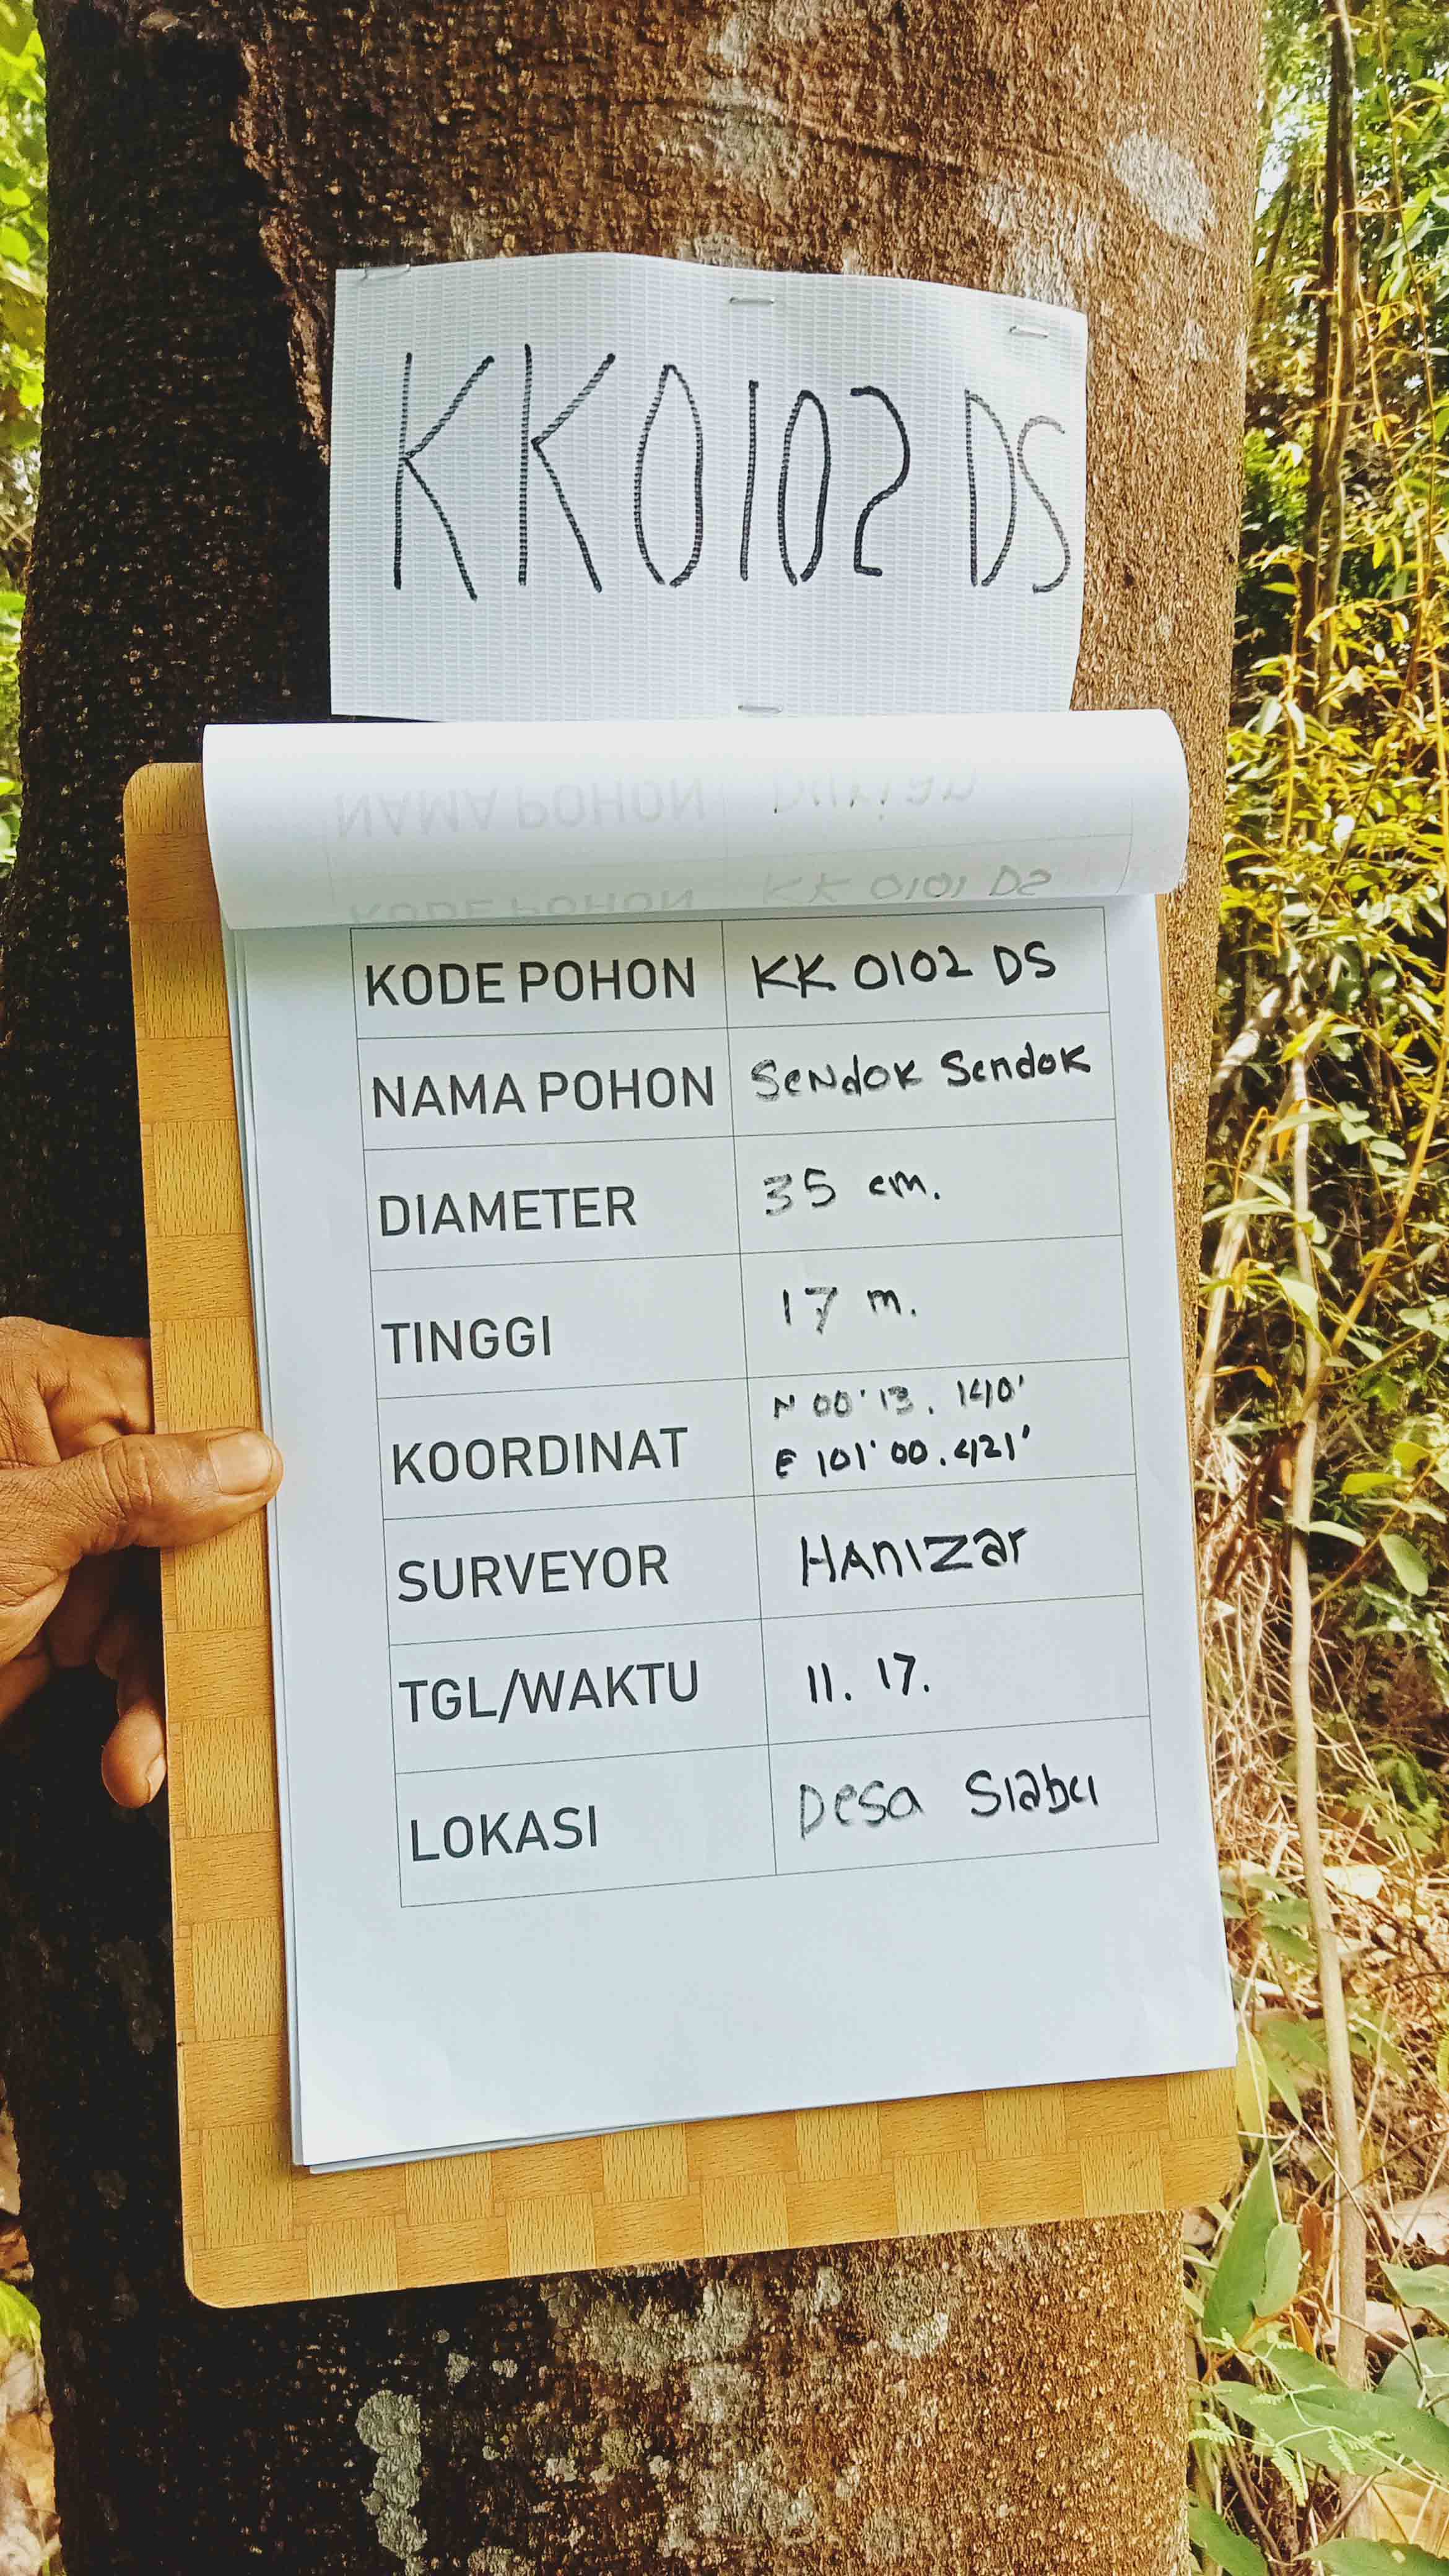 KK0102 DS
NAMA POHON Durian
KODE POHON KK 0101 DS
KODE POHON KK 0102 DS
NAMA POHON Sendok Sendok
DIAMETER 35 cm.
TINGGI 17 m.
KOORDINAT N 00' 13. 140'
E 101' 00. 421'
SURVEYOR HANIZar
TGL/WAKTU 11. 17.
LOKASI Desa Siabu